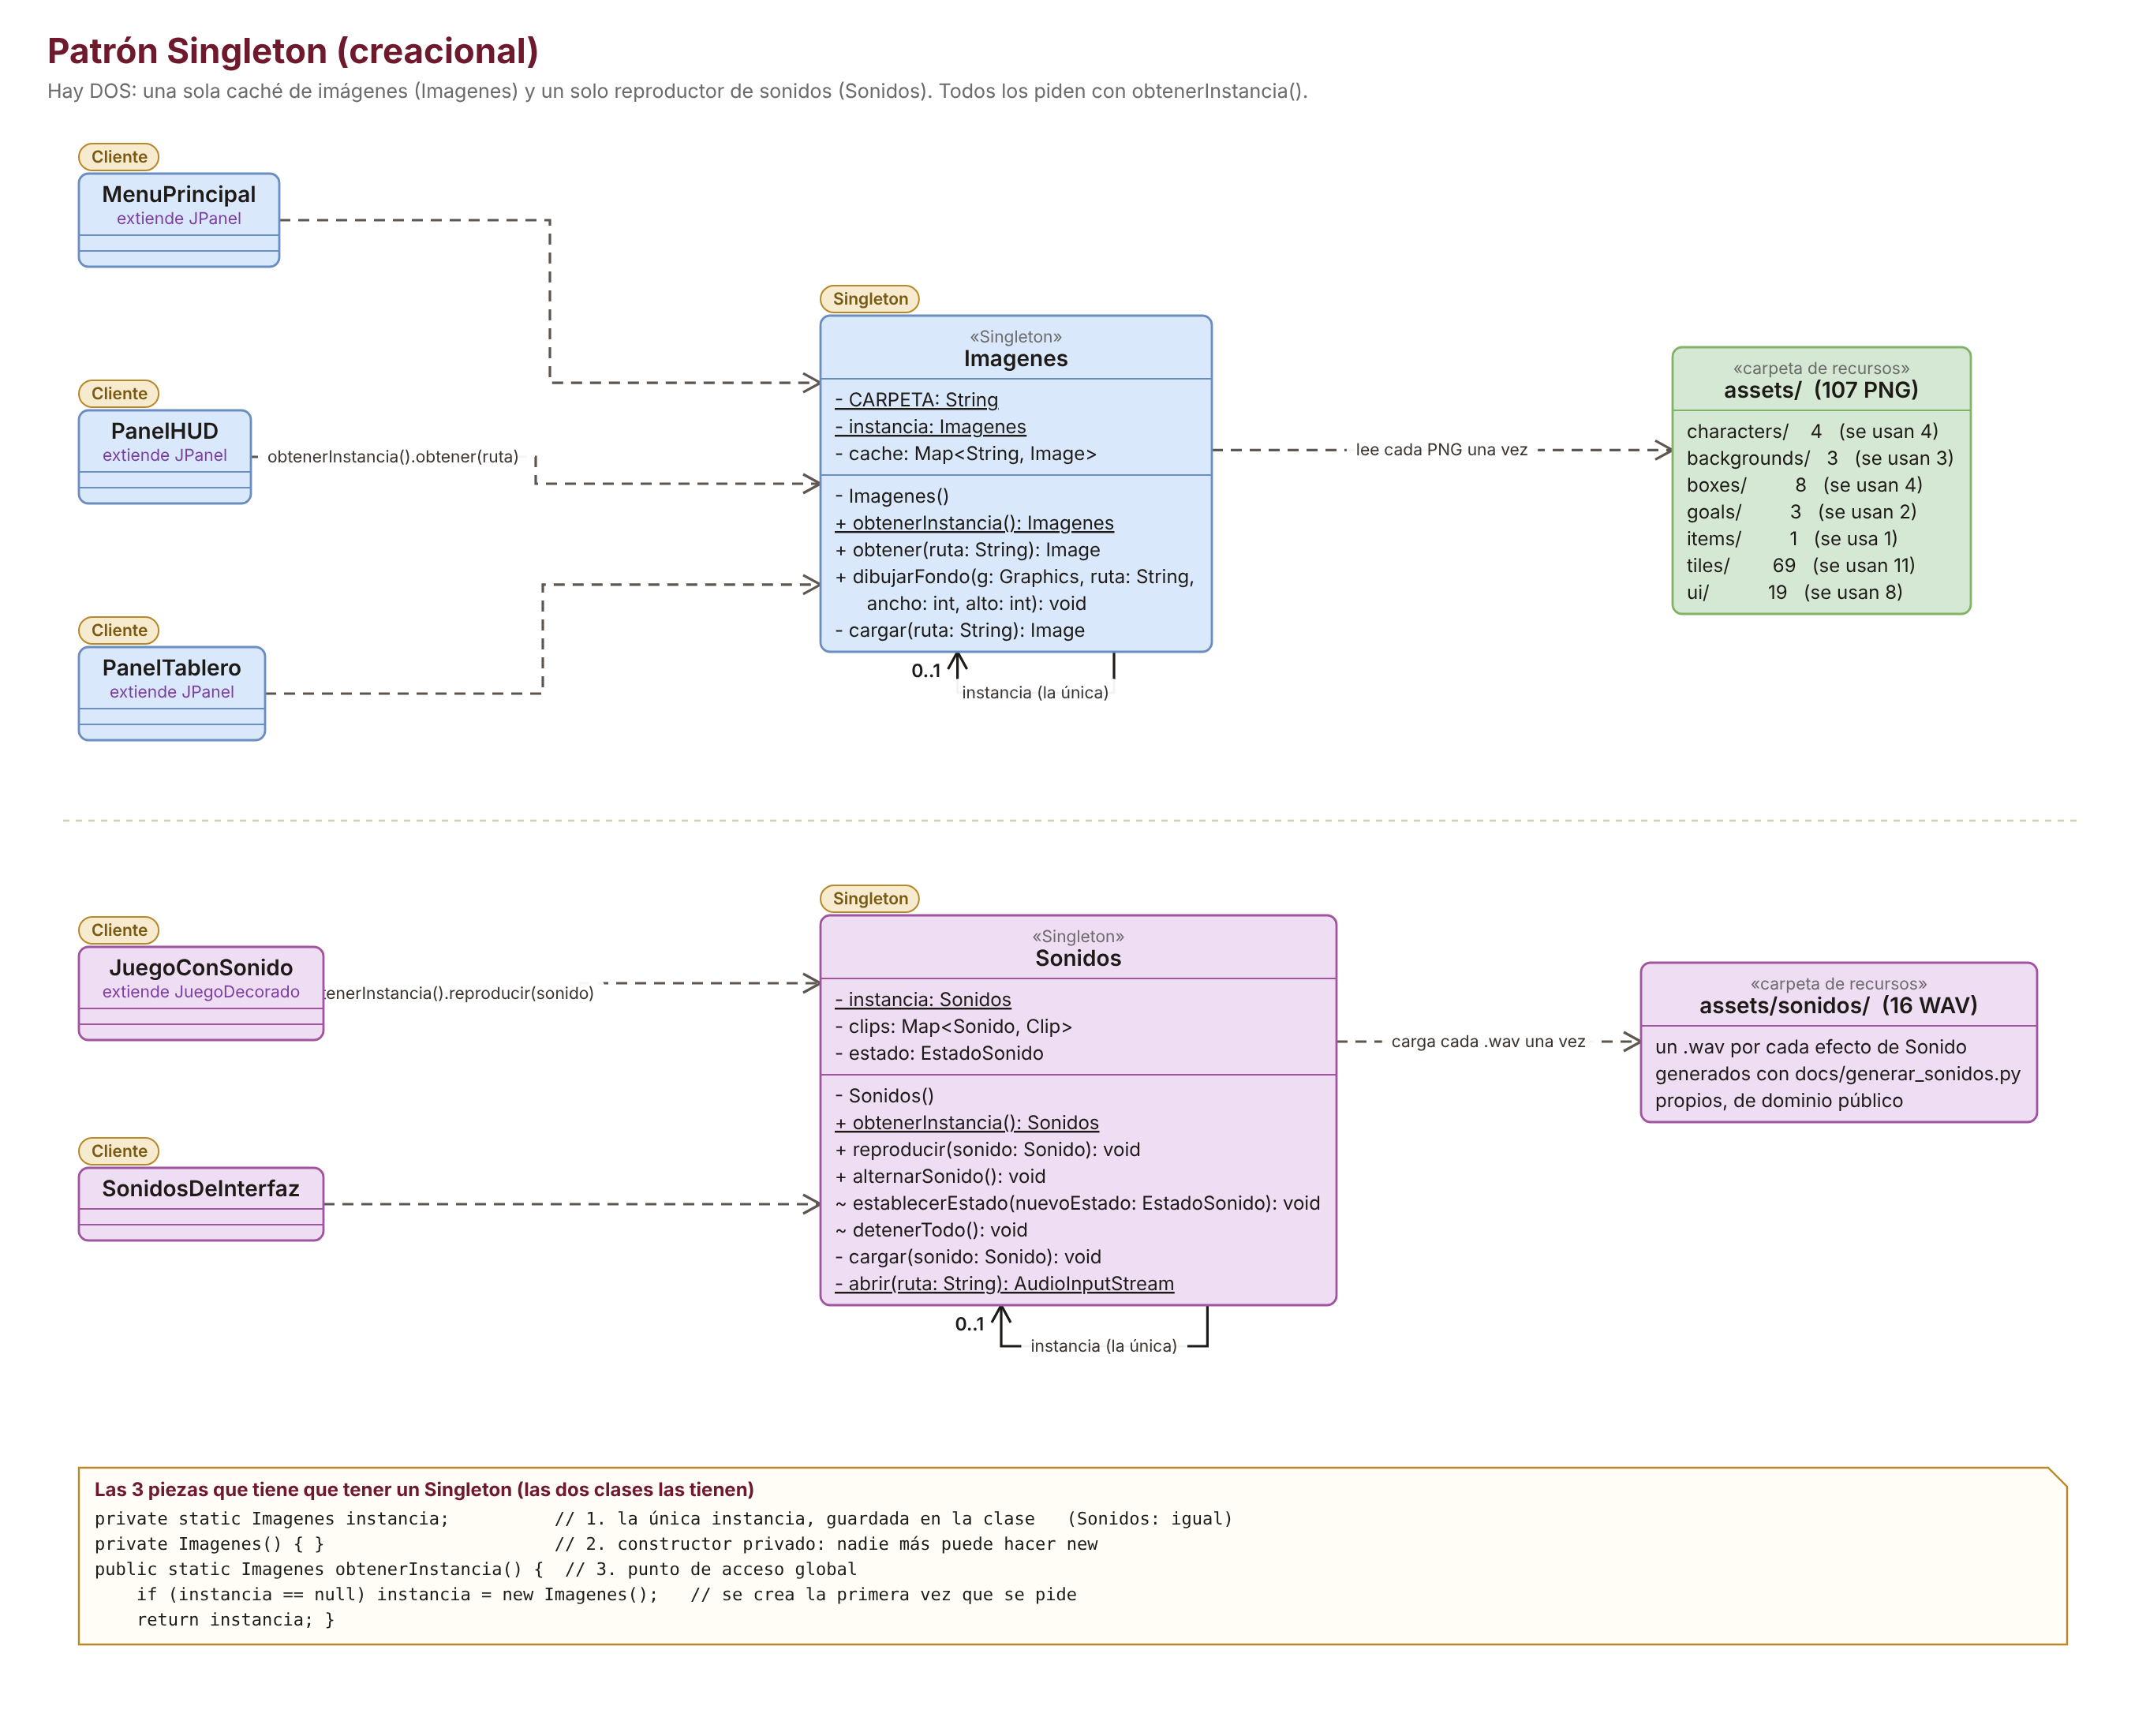 Patrón Singleton (creacional)
Hay DOS: una sola caché de imágenes (Imagenes) y un solo reproductor de sonidos (Sonidos). Todos los piden con obtenerInstancia().
Cliente
MenuPrincipal
extiende JPanel
Cliente
PanelHUD
extiende JPanel
obtenerInstancia().obtener(ruta)
Cliente
PanelTablero
extiende JPanel
Singleton
«Singleton»
Imagenes
- CARPETA: String
- instancia: Imagenes
- cache: Map<String, Image>
- Imagenes()
+ obtenerInstancia(): Imagenes
+ obtener(ruta: String): Image
+ dibujarFondo(g: Graphics, ruta: String,
ancho: int, alto: int): void
- cargar(ruta: String): Image
0..1
instancia (la única)
lee cada PNG una vez
«carpeta de recursos»
assets/ (107 PNG)
characters/ 4 (se usan 4)
backgrounds/ 3 (se usan 3)
boxes/ 8 (se usan 4)
goals/ 3 (se usan 2)
items/ 1 (se usa 1)
tiles/ 69 (se usan 11)
ui/ 19 (se usan 8)
Cliente
JuegoConSonido
extiende JuegoDecorado
tenerInstancia().reproducir(sonido)
Cliente
SonidosDeInterfaz
Singleton
«Singleton»
Sonidos
- instancia: Sonidos
- clips: Map<Sonido, Clip>
- estado: EstadoSonido
- Sonidos()
+ obtenerInstancia(): Sonidos
+ reproducir(sonido: Sonido): void
+ alternarSonido(): void
~ establecerEstado(nuevoEstado: EstadoSonido): void
~ detenerTodo(): void
- cargar(sonido: Sonido): void
- abrir(ruta: String): AudioInputStream
0..1
instancia (la única)
carga cada .wav una vez
«carpeta de recursos»
assets/sonidos/ (16 WAV)
un .wav por cada efecto de Sonido
generados con docs/generar_sonidos.py
propios, de dominio público
Las 3 piezas que tiene que tener un Singleton (las dos clases las tienen)
private static Imagenes instancia; // 1. la única instancia, guardada en la clase (Sonidos: igual)
private Imagenes() { } // 2. constructor privado: nadie más puede hacer new
public static Imagenes obtenerInstancia() { // 3. punto de acceso global
if (instancia == null) instancia = new Imagenes(); // se crea la primera vez que se pide
return instancia; }